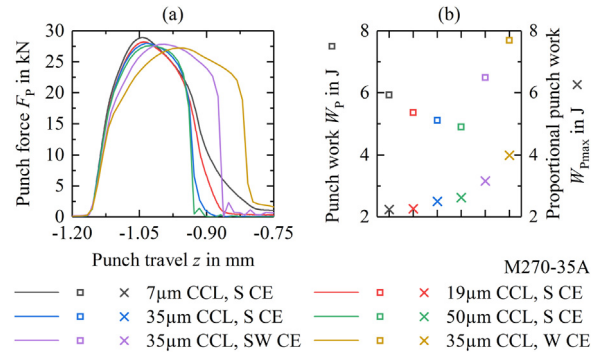 (a)
(b)
Punch force F_P in kN
30
25
20
15
10
5
0
-1.20 -1.05 -0.90 -0.75
Punch travel z in mm
Punch work W_P in J
8
6
4
2
8
6
4
2
Proportional punch work
W_Pmax in J
M270-35A
7µm CCL, S CE
19µm CCL, S CE
35µm CCL, S CE
50µm CCL, S CE
35µm CCL, SW CE
35µm CCL, W CE